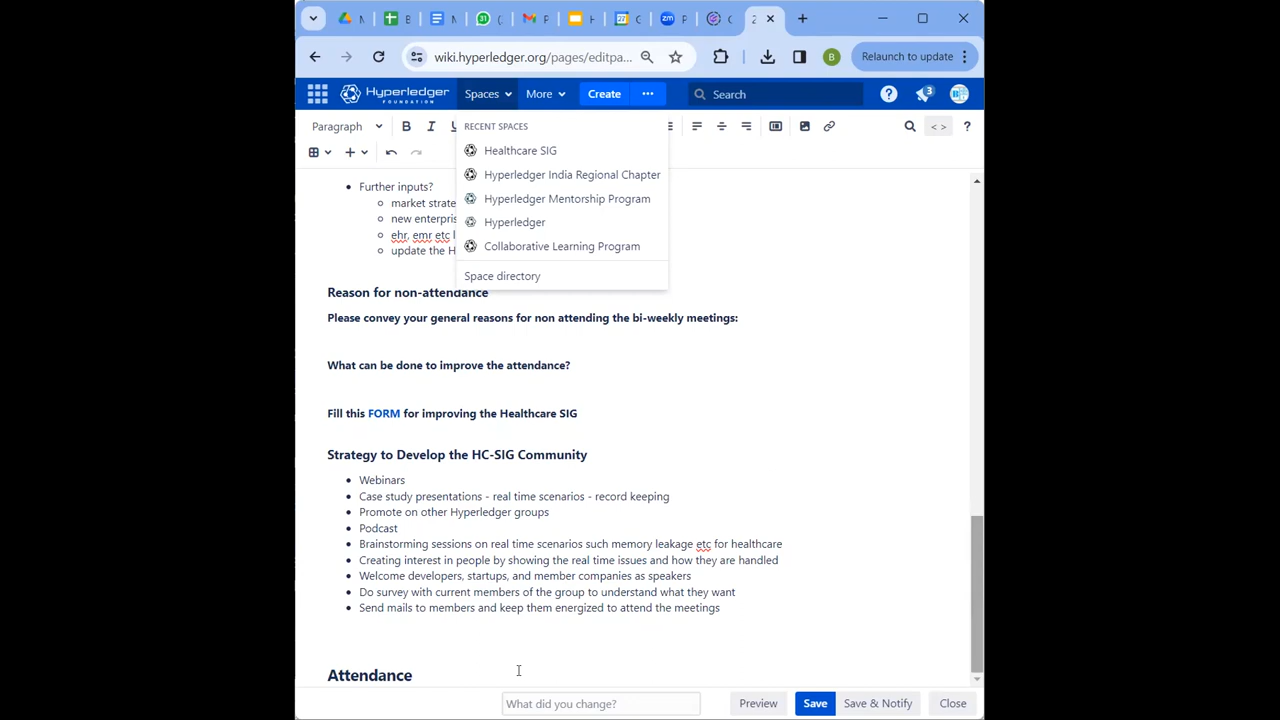 wiki.hyperledger.org/pages/editpa...
B
Relaunch to update
HYPERLEDGER
FOUNDATION
Spaces
More
Create
Search
3
Paragraph
B
I
U
RECENT SPACES
Healthcare SIG
Hyperledger India Regional Chapter
Hyperledger Mentorship Program
Hyperledger
Collaborative Learning Program
Space directory
Further inputs?
market strate
new enterpris
ehr, emr etc l
update the H
Reason for non-attendance
Please convey your general reasons for non attending the bi-weekly meetings:
What can be done to improve the attendance?
Fill this FORM for improving the Healthcare SIG
Strategy to Develop the HC-SIG Community
Webinars
Case study presentations - real time scenarios - record keeping
Promote on other Hyperledger groups
Podcast
Brainstorming sessions on real time scenarios such memory leakage etc for healthcare
Creating interest in people by showing the real time issues and how they are handled
Welcome developers, startups, and member companies as speakers
Do survey with current members of the group to understand what they want
Send mails to members and keep them energized to attend the meetings
Attendance
What did you change?
Preview
Save
Save & Notify
Close